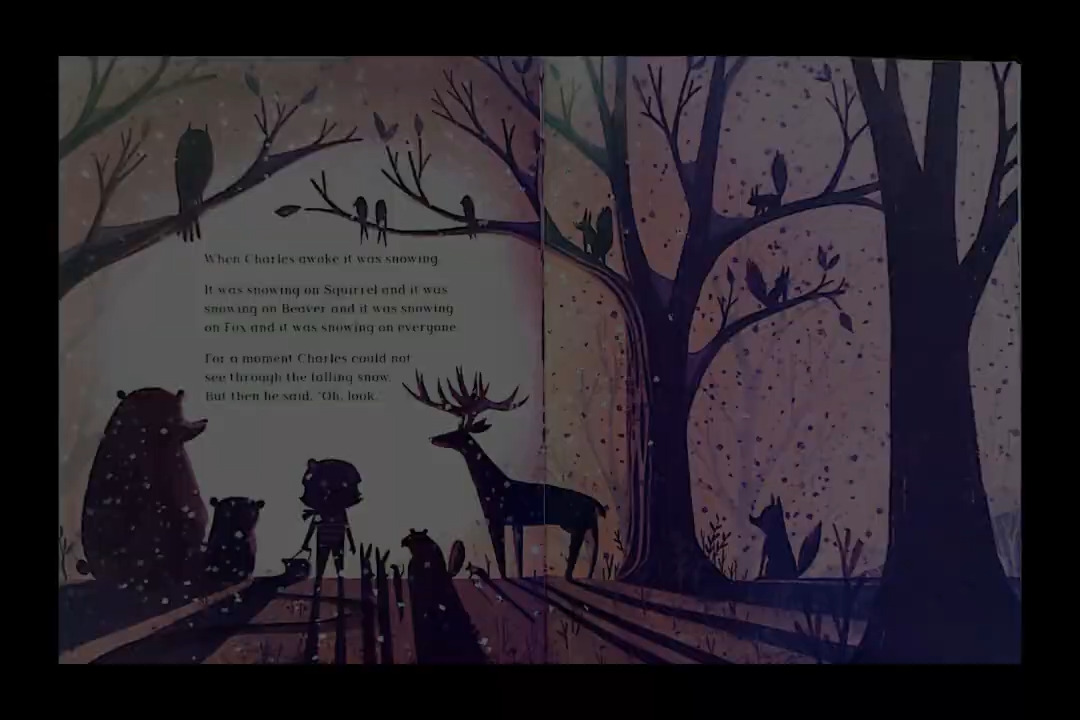 When Charles awoke it was snowing.
It was snowing on Squirrel and it was
snowing on Beaver and it was snowing
on Fox and it was snowing on everyone.
For a moment Charles could not
see through the falling snow.
But then he said, "Oh, look."